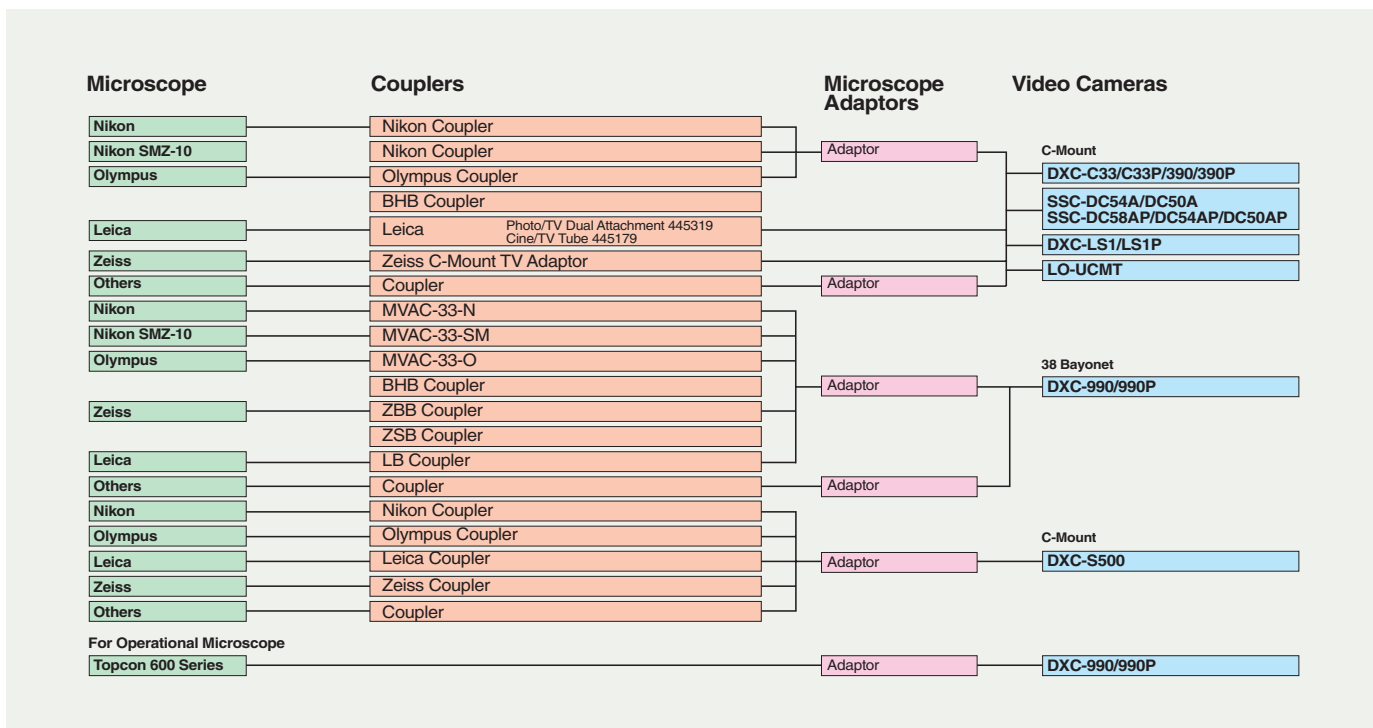 Microscope Couplers Microscope Adaptors Video Cameras
Nikon Nikon Coupler
Nikon SMZ-10 Nikon Coupler Adaptor
C-Mount
Olympus Olympus Coupler DXC-C33/C33P/390/390P
BHB Coupler SSC-DC54A/DC50A
SSC-DC58AP/DC54AP/DC50AP
Leica Leica Photo/TV Dual Attachment 445319
Cine/TV Tube 445179
DXC-LS1/LS1P
Zeiss Zeiss C-Mount TV Adaptor LO-UCMT
Others Coupler Adaptor
Nikon MVAC-33-N
Nikon SMZ-10 MVAC-33-SM
Olympus MVAC-33-O
38 Bayonet
BHB Coupler Adaptor DXC-990/990P
Zeiss ZBB Coupler
ZSB Coupler
Leica LB Coupler
Others Coupler Adaptor
Nikon Nikon Coupler
Olympus Olympus Coupler
C-Mount
Leica Leica Coupler Adaptor DXC-S500
Zeiss Zeiss Coupler
Others Coupler
For Operational Microscope
Topcon 600 Series Adaptor DXC-990/990P